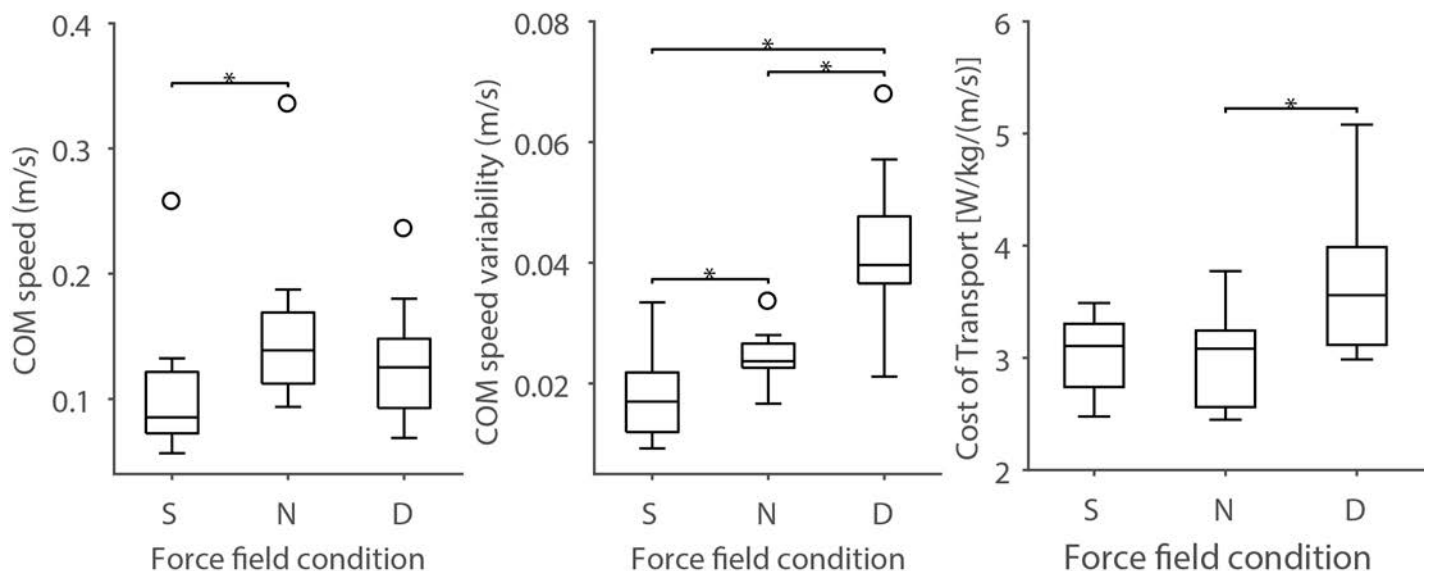 COM speed (m/s)
0.4
0.3
0.2
0.1
*
S N D
Force field condition
COM speed variability (m/s)
0.08
0.06
0.04
0.02
*
*
*
S N D
Force field condition
Cost of Transport [W/kg/(m/s)]
6
5
4
3
2
*
S N D
Force field condition